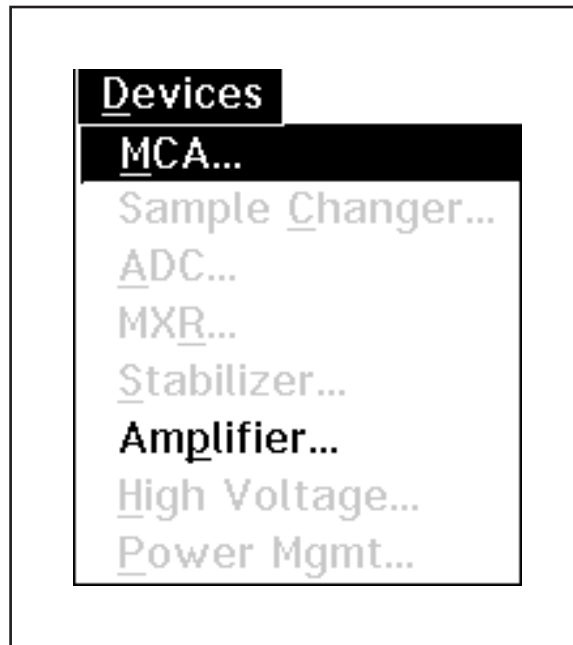 Devices
MCA...
Sample Changer...
ADC...
MXR...
Stabilizer...
Amplifier...
High Voltage...
Power Mgmt...